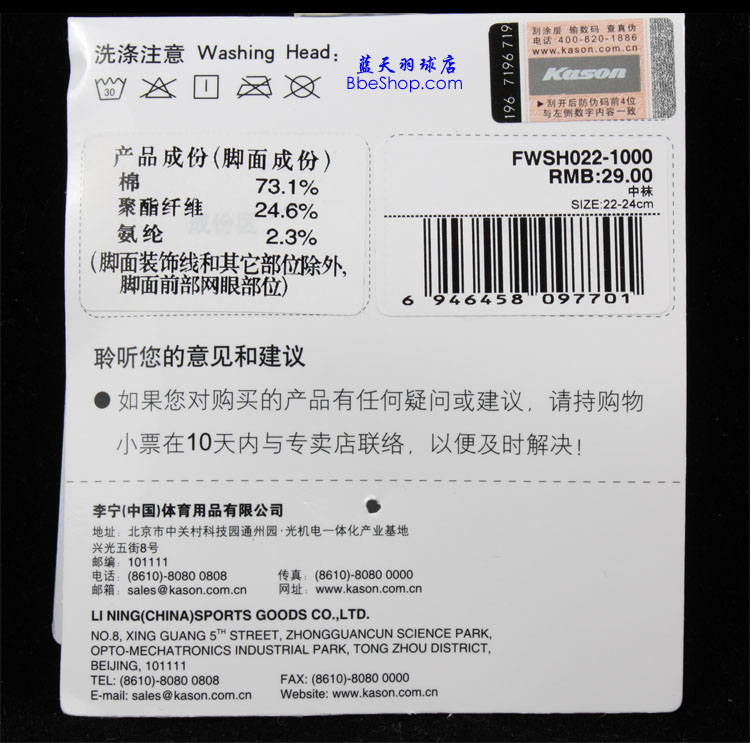 洗涤注意 Washing Head:
30
蓝天羽球店
BbeShop.com
196 7196 719
刮涂层 输数码 查真伪
电话:400-820-1886
www.kason.com.cn
Kason
▶刮开后防伪码前4位
与左侧数字内容一致
产品成份(脚面成份)
棉 73.1%
聚酯纤维 24.6%
氨纶 2.3%
(脚面装饰线和其它部位除外,
脚面前部网眼部位)
成份区
FWSH022-1000
RMB:29.00
中袜
SIZE:22-24cm
6 946458 097701
聆听您的意见和建议
●如果您对购买的产品有任何疑问或建议，请持购物
小票在10天内与专卖店联络，以便及时解决!
李宁(中国)体育用品有限公司
地址: 北京市中关村科技园通州园·光机电一体化产业基地
兴光五街8号
邮编: 101111
电话: (8610)-8080 0808 传真: (8610)-8080 0000
邮箱: sales@kason.com.cn 网址: www.kason.com.cn
LI NING(CHINA)SPORTS GOODS CO.,LTD.
NO.8, XING GUANG 5TH STREET, ZHONGGUANCUN SCIENCE PARK,
OPTO-MECHATRONICS INDUSTRIAL PARK, TONG ZHOU DISTRICT,
BEIJING, 101111
TEL: (8610)-8080 0808 FAX: (8610)-8080 0000
E-mail: sales@kason.com.cn Website: www.kason.com.cn